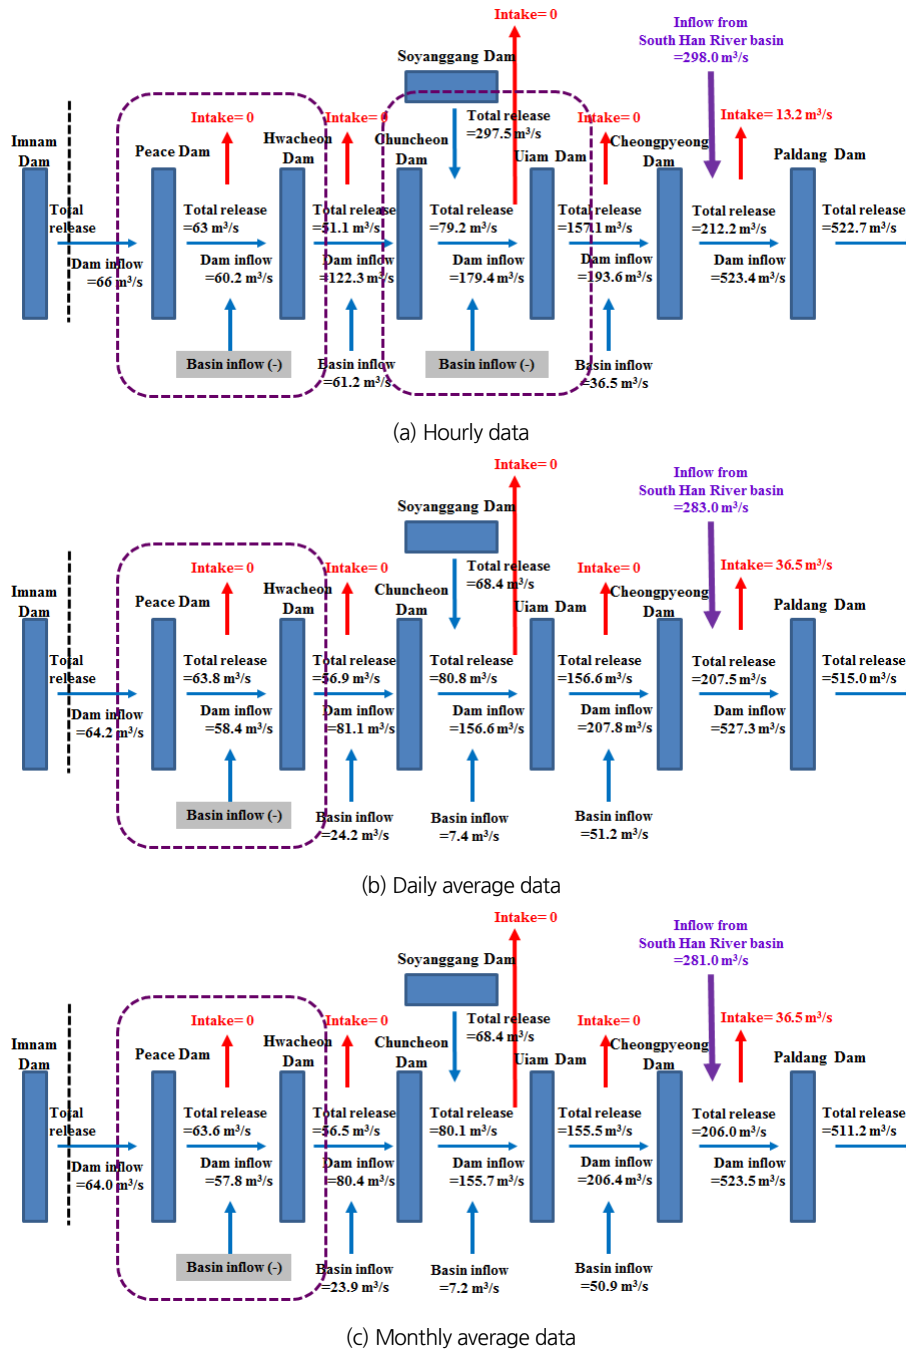 Intake= 0
Inflow from
South Han River basin
=298.0 m³/s
Soyanggang Dam
Total release
=297.5 m³/s
Intake= 0
Intake= 0
Intake= 13.2 m³/s
Imnam
Dam
Peace Dam
Hwacheon
Dam
Chuncheon
Dam
Uiam Dam
Cheongpyeong
Dam
Paldang Dam
Total
release
Total release
=63 m³/s
Total release
=51.1 m³/s
Total release
=79.2 m³/s
Total release
=157.1 m³/s
Total release
=212.2 m³/s
Total release
522.7 m³/s
Dam inflow
=66 m³/s
Dam inflow
=60.2 m³/s
Dam inflow
=122.3 m³/s
Dam inflow
=179.4 m³/s
Dam inflow
=193.6 m³/s
Dam inflow
=523.4 m³/s
Basin inflow (-)
Basin inflow
=61.2 m³/s
Basin inflow (-)
Basin inflow
=36.5 m³/s
(a) Hourly data
Intake= 0
Inflow from
South Han River basin
=283.0 m³/s
Soyanggang Dam
Total release
=68.4 m³/s
Intake= 0
Intake= 0
Intake= 0
Intake= 36.5 m³/s
Imnam
Dam
Peace Dam
Hwacheon
Dam
Chuncheon
Dam
Uiam Dam
Cheongpyeong
Dam
Paldang Dam
Total
release
Total release
=63.8 m³/s
Total release
=56.9 m³/s
Total release
=80.8 m³/s
Total release
=156.6 m³/s
Total release
=207.5 m³/s
Total release
=515.0 m³/s
Dam inflow
=64.2 m³/s
Dam inflow
=58.4 m³/s
Dam inflow
=81.1 m³/s
Dam inflow
=156.6 m³/s
Dam inflow
=207.8 m³/s
Dam inflow
=527.3 m³/s
Basin inflow (-)
Basin inflow
=24.2 m³/s
Basin inflow
=7.4 m³/s
Basin inflow
=51.2 m³/s
(b) Daily average data
Intake= 0
Inflow from
South Han River basin
=281.0 m³/s
Soyanggang Dam
Total release
=68.4 m³/s
Intake= 0
Intake= 0
Intake= 0
Intake= 36.5 m³/s
Imnam
Dam
Peace Dam
Hwacheon
Dam
Chuncheon
Dam
Uiam Dam
Cheongpyeong
Dam
Paldang Dam
Total
release
Total release
=63.6 m³/s
Total release
=56.5 m³/s
Total release
=80.1 m³/s
Total release
=155.5 m³/s
Total release
=206.0 m³/s
Total release
=511.2 m³/s
Dam inflow
=64.0 m³/s
Dam inflow
=57.8 m³/s
Dam inflow
=80.4 m³/s
Dam inflow
=155.7 m³/s
Dam inflow
=206.4 m³/s
Dam inflow
=523.5 m³/s
Basin inflow (-)
Basin inflow
=23.9 m³/s
Basin inflow
=7.2 m³/s
Basin inflow
=50.9 m³/s
(c) Monthly average data